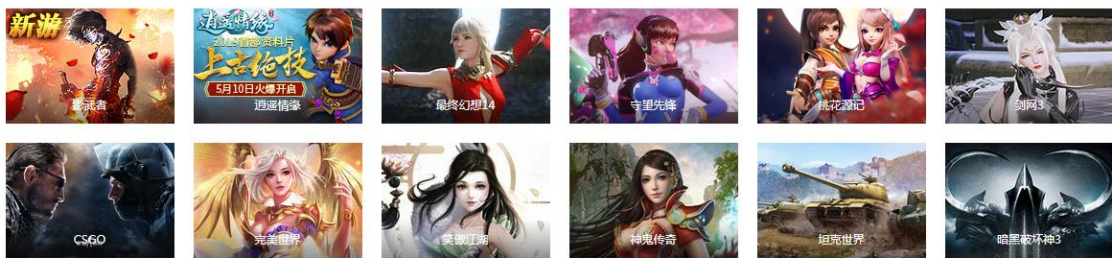 新游
影武者
逍遥情缘
2019首部资料片
上古绝技
5月10日火爆开启
逍遥情缘
最终幻想14
守望先锋
桃花源记
剑网3
CSGO
完美世界
笑傲江湖
神鬼传奇
坦克世界
暗黑破坏神3